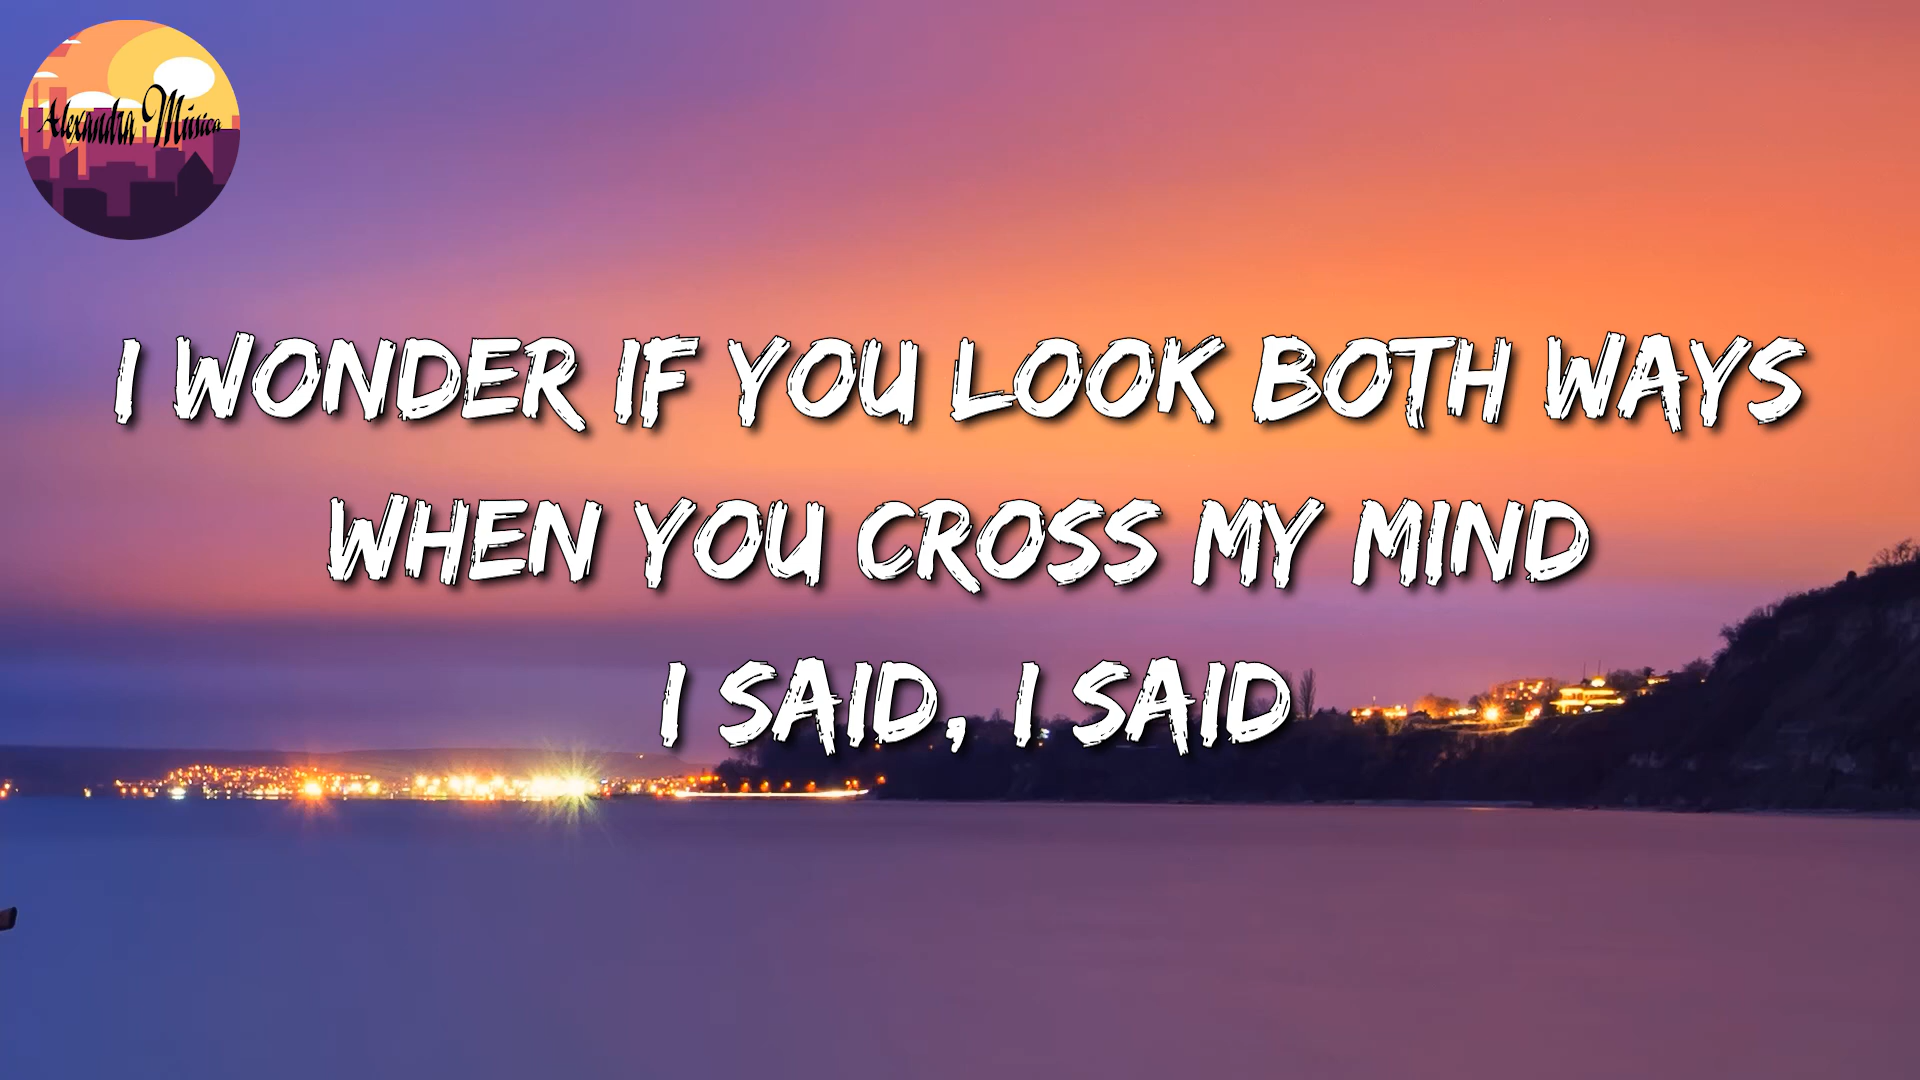 Alexandra Música
I WONDER IF YOU LOOK BOTH WAYS
WHEN YOU CROSS MY MIND
I SAID, I SAID